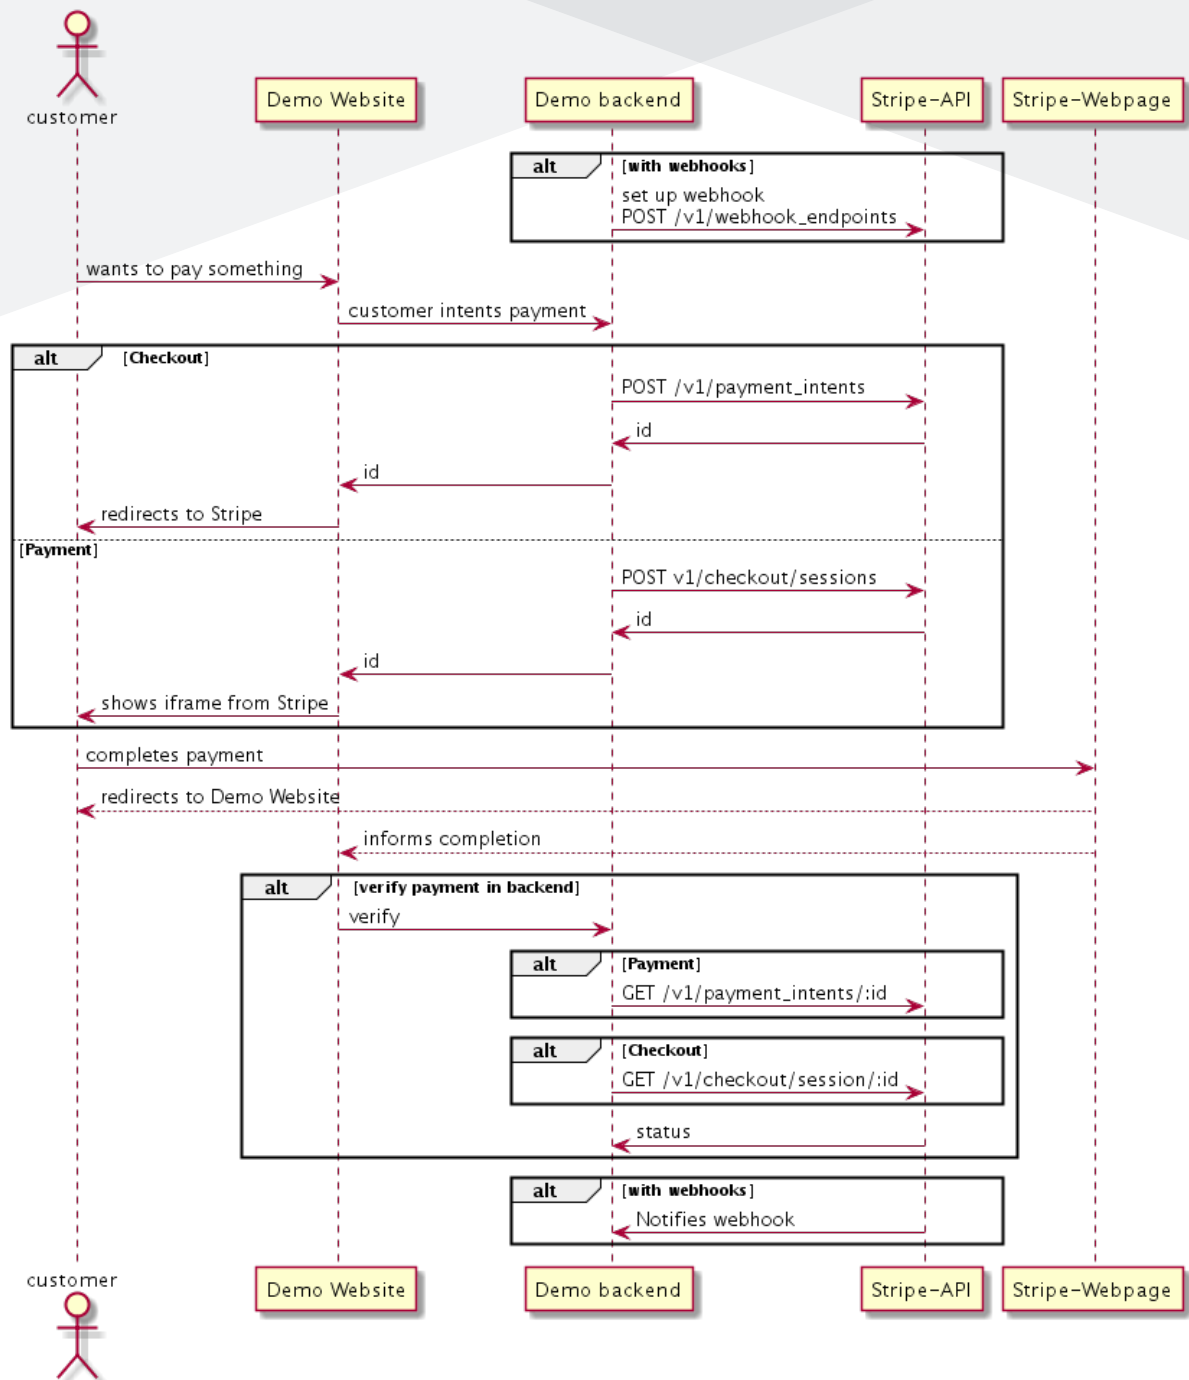 customer
Demo Website
Demo backend
Stripe-API
Stripe-Webpage
alt
[with webhooks]
set up webhook
POST /v1/webhook_endpoints
wants to pay something
customer intents payment
alt
[Checkout]
POST /v1/payment_intents
id
id
redirects to Stripe
[Payment]
POST v1/checkout/sessions
id
id
shows iframe from Stripe
completes payment
redirects to Demo Website
informs completion
alt
[verify payment in backend]
verify
alt
[Payment]
GET /v1/payment_intents/:id
alt
[Checkout]
GET /v1/checkout/session/:id
status
alt
[with webhooks]
Notifies webhook
customer
Demo Website
Demo backend
Stripe-API
Stripe-Webpage